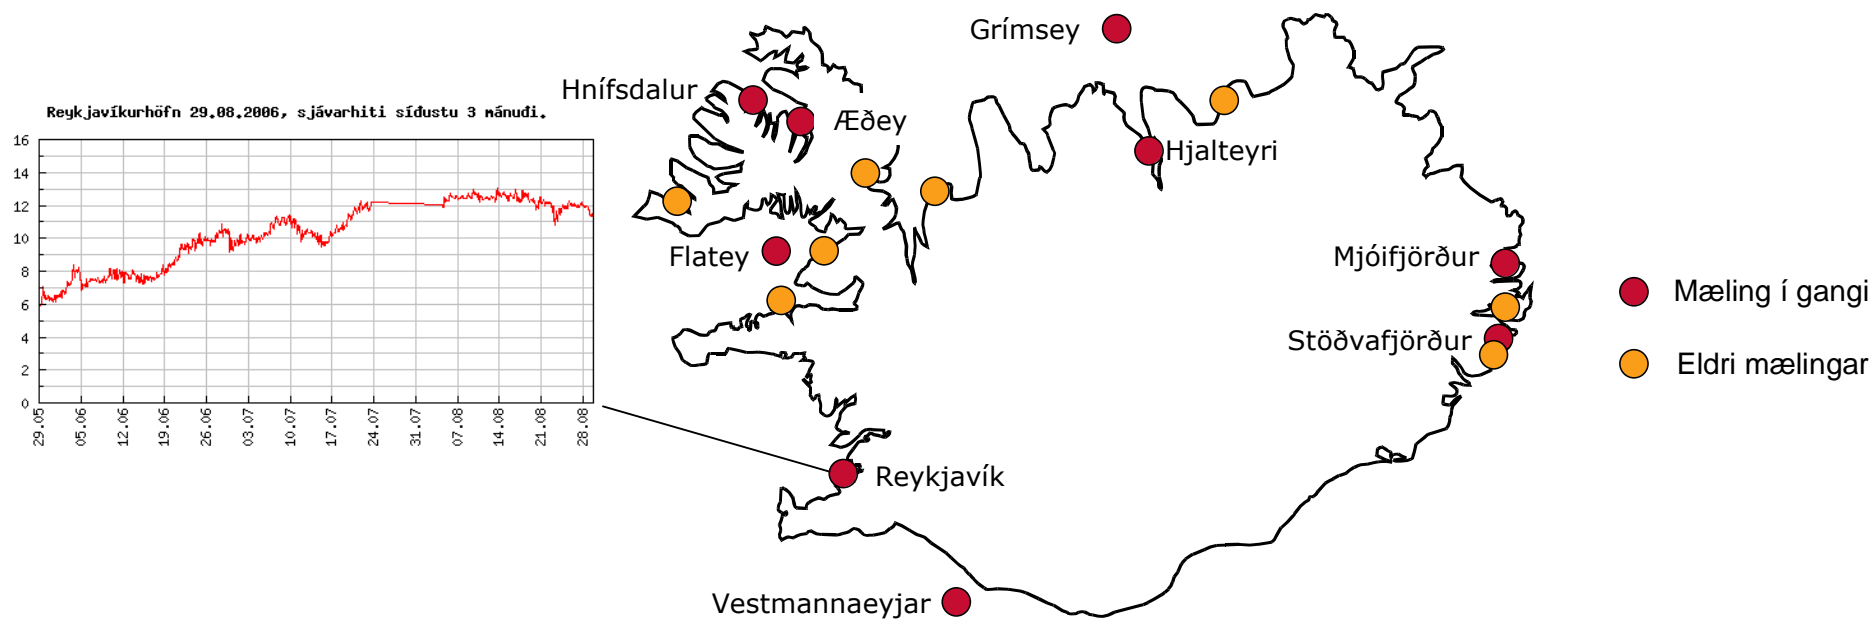 Reykjavíkurhöfn 29.08.2006, sjávarhiti síðustu 3 mánuði.
16
14
12
10
8
6
4
2
0
29.05
05.06
12.06
19.06
26.06
03.07
10.07
17.07
24.07
31.07
07.08
14.08
21.08
28.08
Grímsey
Hnífsdalur
Æðey
Hjalteyri
Flatey
Mjóifjörður
Stöðvafjörður
Reykjavík
Vestmannaeyjar
Mæling í gangi
Eldri mælingar